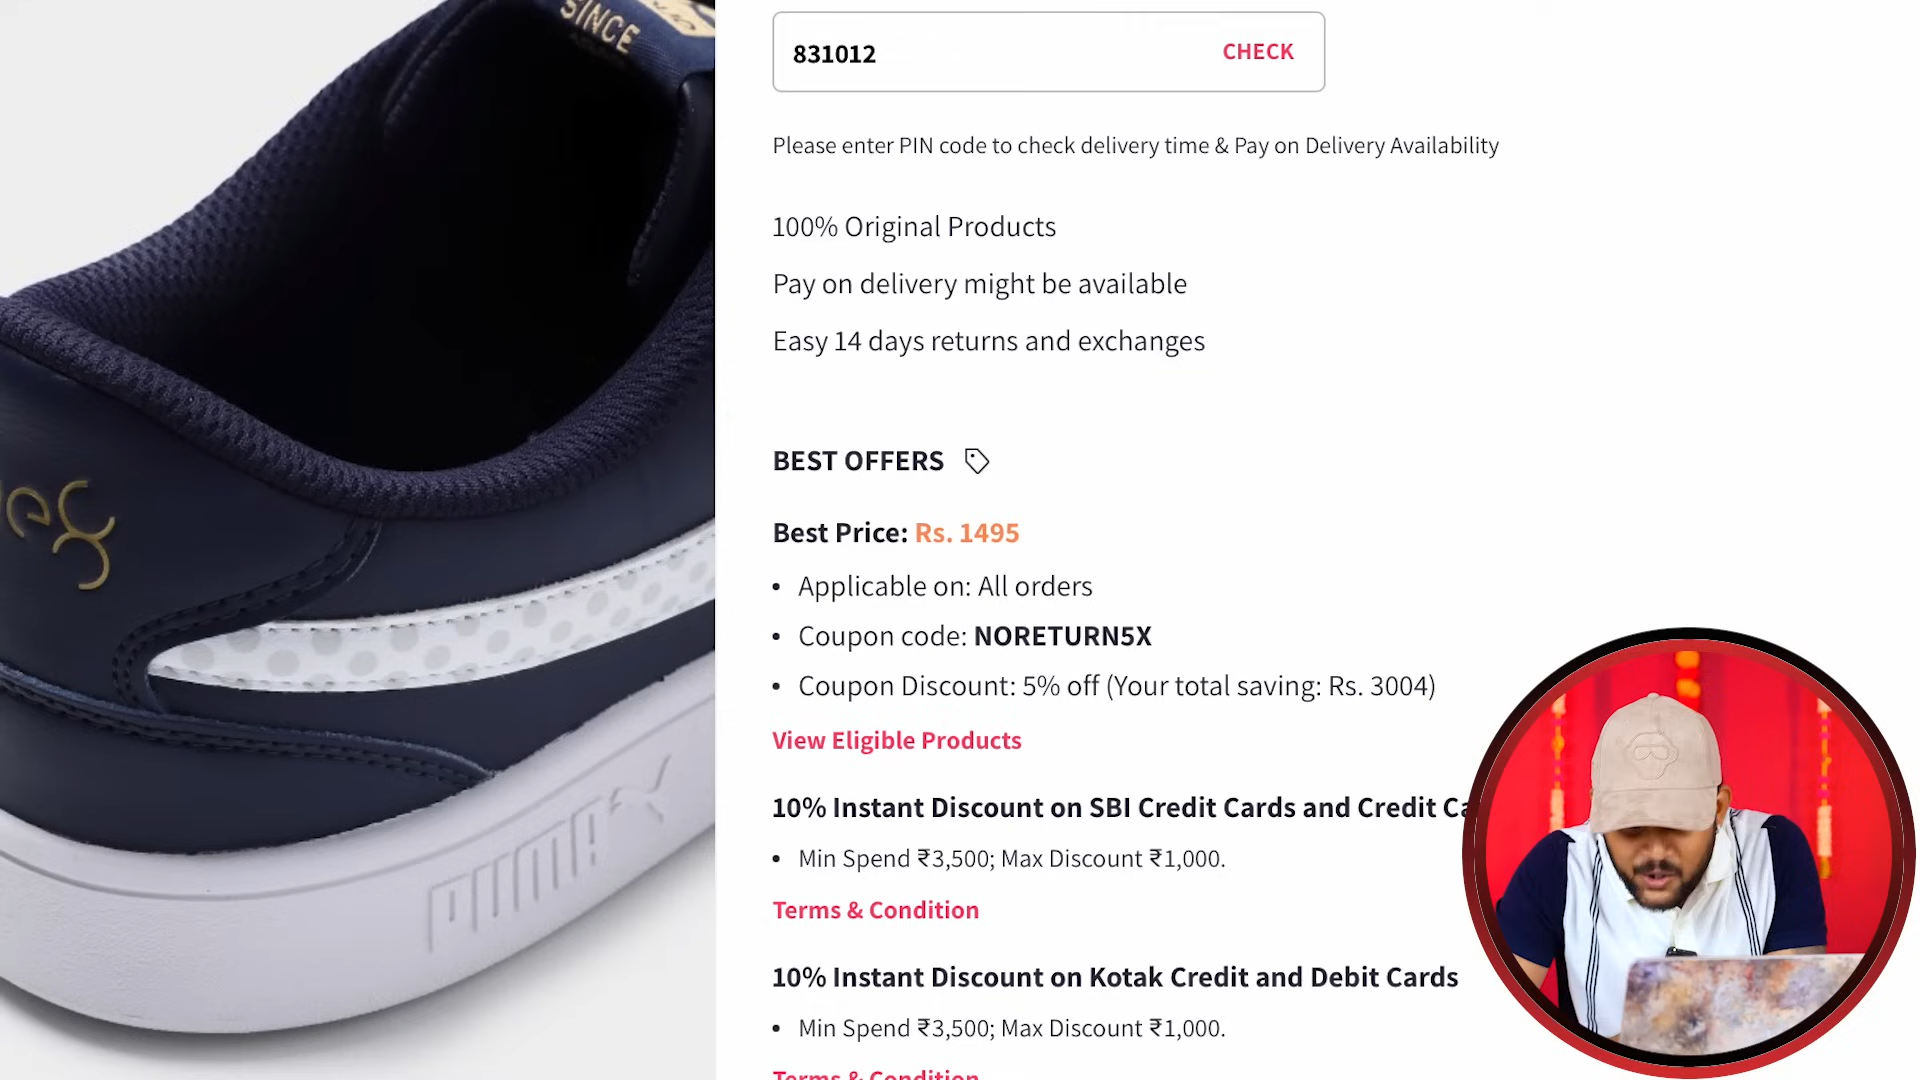 SINCE
831012 CHECK
Please enter PIN code to check delivery time & Pay on Delivery Availability
100% Original Products
Pay on delivery might be available
Easy 14 days returns and exchanges
BEST OFFERS
Best Price: Rs. 1495
• Applicable on: All orders
• Coupon code: NORETURN5X
• Coupon Discount: 5% off (Your total saving: Rs. 3004)
View Eligible Products
10% Instant Discount on SBI Credit Cards and Credit Ca
• Min Spend ₹3,500; Max Discount ₹1,000.
Terms & Condition
10% Instant Discount on Kotak Credit and Debit Cards
• Min Spend ₹3,500; Max Discount ₹1,000.
Terms & Condition
PUMA